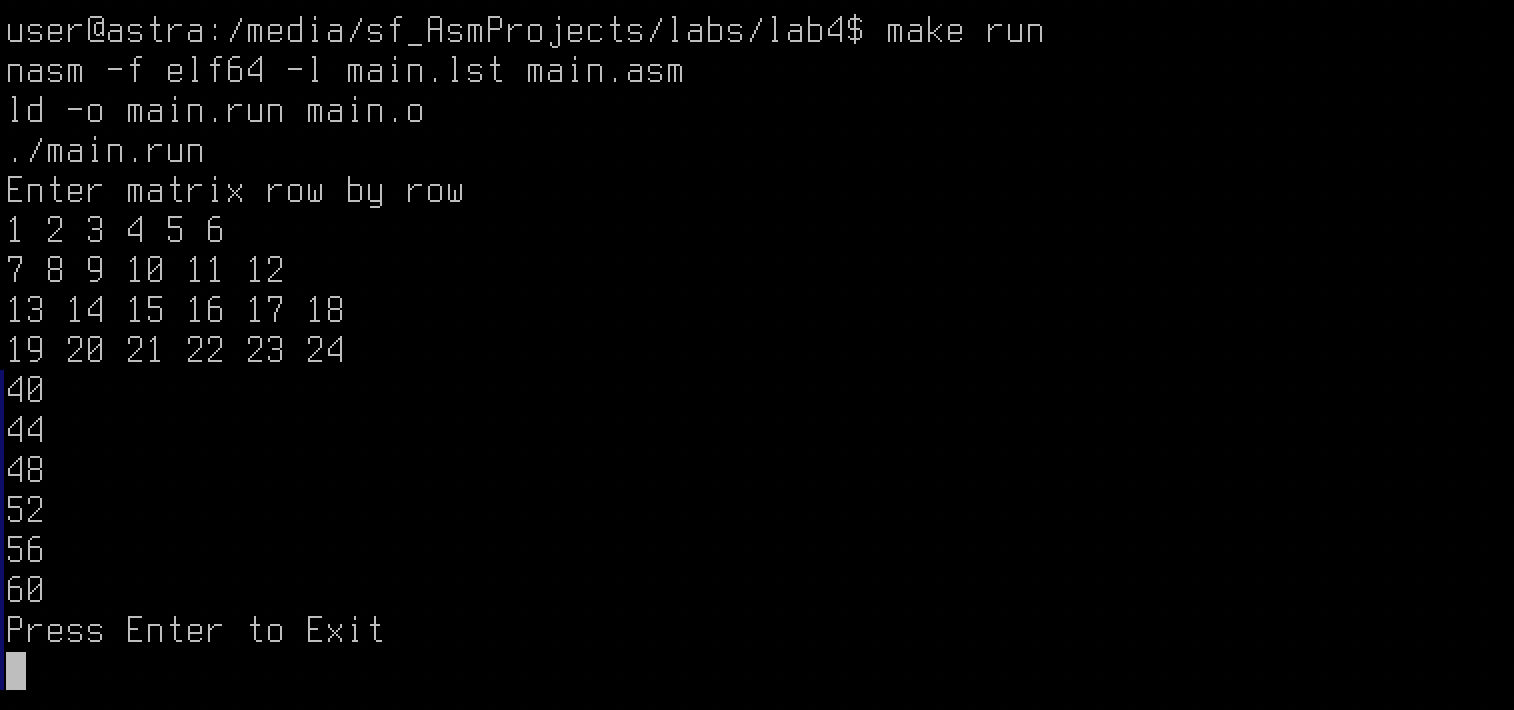 user@astra:/media/sf_AsmProjects/labs/lab4$ make run
nasm -f elf64 -l main.lst main.asm
ld -o main.run main.o
./main.run
Enter matrix row by row
1 2 3 4 5 6
7 8 9 10 11 12
13 14 15 16 17 18
19 20 21 22 23 24
40
44
48
52
56
60
Press Enter to Exit